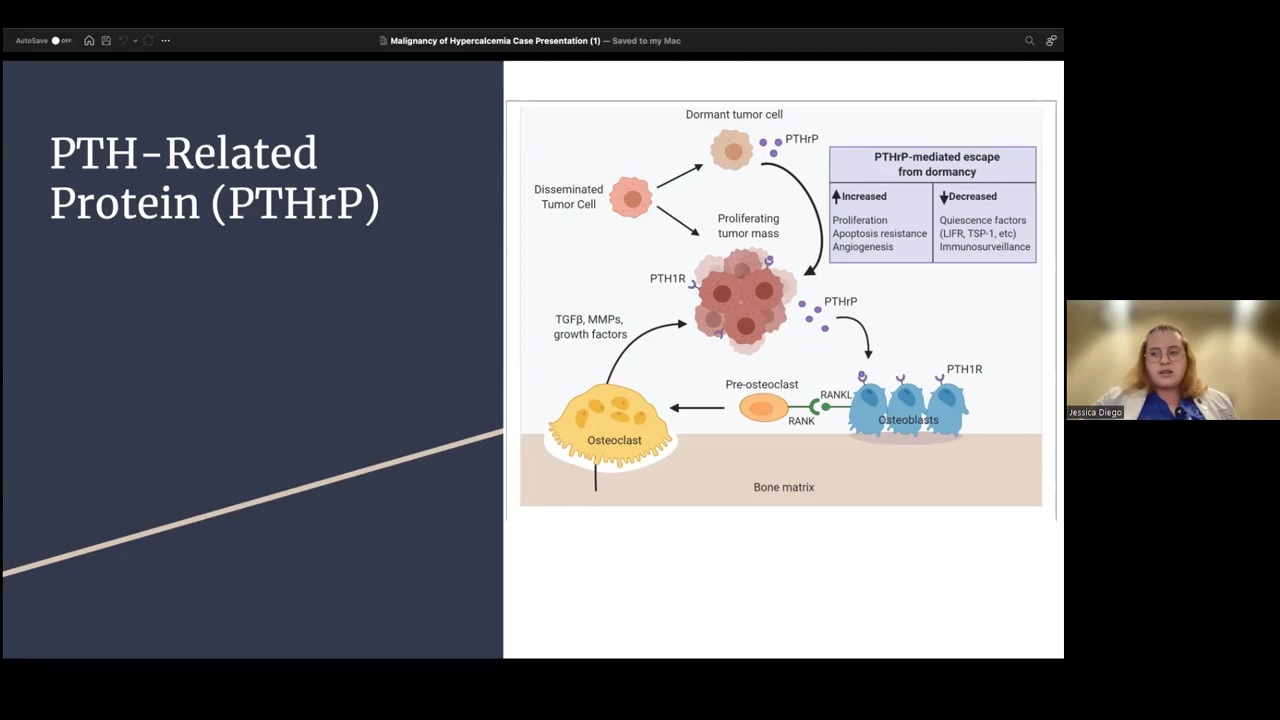 AutoSave OFF
Malignancy of Hypercalcemia Case Presentation (1) — Saved to my Mac
PTH-Related
Protein (PTHrP)
Dormant tumor cell
PTHrP
Disseminated
Tumor Cell
PTHrP-mediated escape
from dormancy
Increased
Proliferation
Apoptosis resistance
Angiogenesis
Decreased
Quiescence factors
(LIFR, TSP-1, etc)
Immunosurveillance
Proliferating
tumor mass
PTH1R
PTHrP
TGFβ, MMPs,
growth factors
Pre-osteoclast
RANKL
RANK
PTH1R
Osteoblasts
Osteoclast
Bone matrix
Jessica Diego